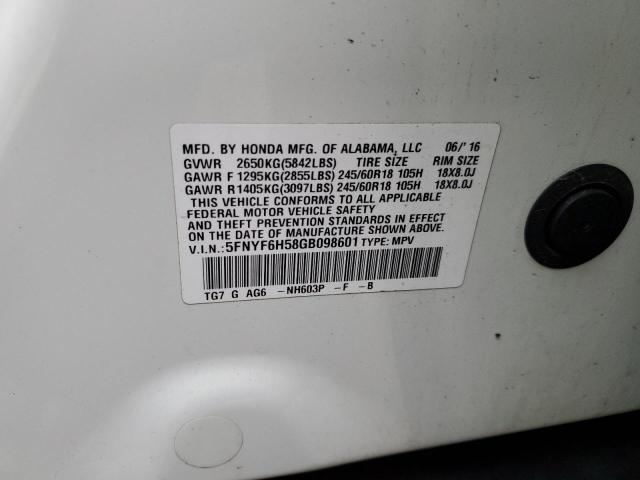 MFD. BY HONDA MFG. OF ALABAMA, LLC 06/'16
GVWR 2650KG(5842LBS) TIRE SIZE RIM SIZE
GAWR F 1295KG(2855LBS) 245/60R18 105H 18X8.0J
GAWR R 1405KG(3097LBS) 245/60R18 105H 18X8.0J
THIS VEHICLE CONFORMS TO ALL APPLICABLE
FEDERAL MOTOR VEHICLE SAFETY
AND THEFT PREVENTION STANDARDS IN EFFECT
ON THE DATE OF MANUFACTURE SHOWN ABOVE.
V.I.N.: 5FNYF6H58GB098601 TYPE: MPV
TG7 G AG6 -NH603P -F -B